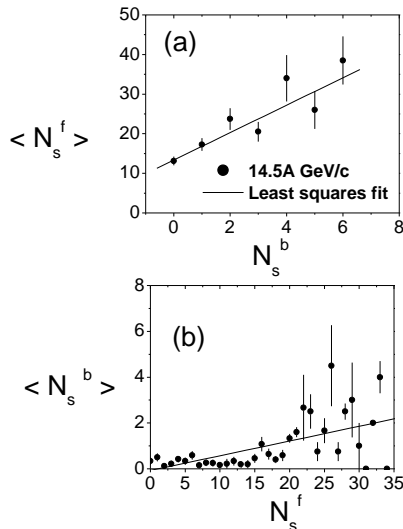 50
(a)
40
30
< N_s^f >
20
10
14.5A GeV/c
Least squares fit
0
0 2 4 6 8
N_s^b
8
(b)
6
4
< N_s^b >
2
0
0 5 10 15 20 25 30 35
N_s^f